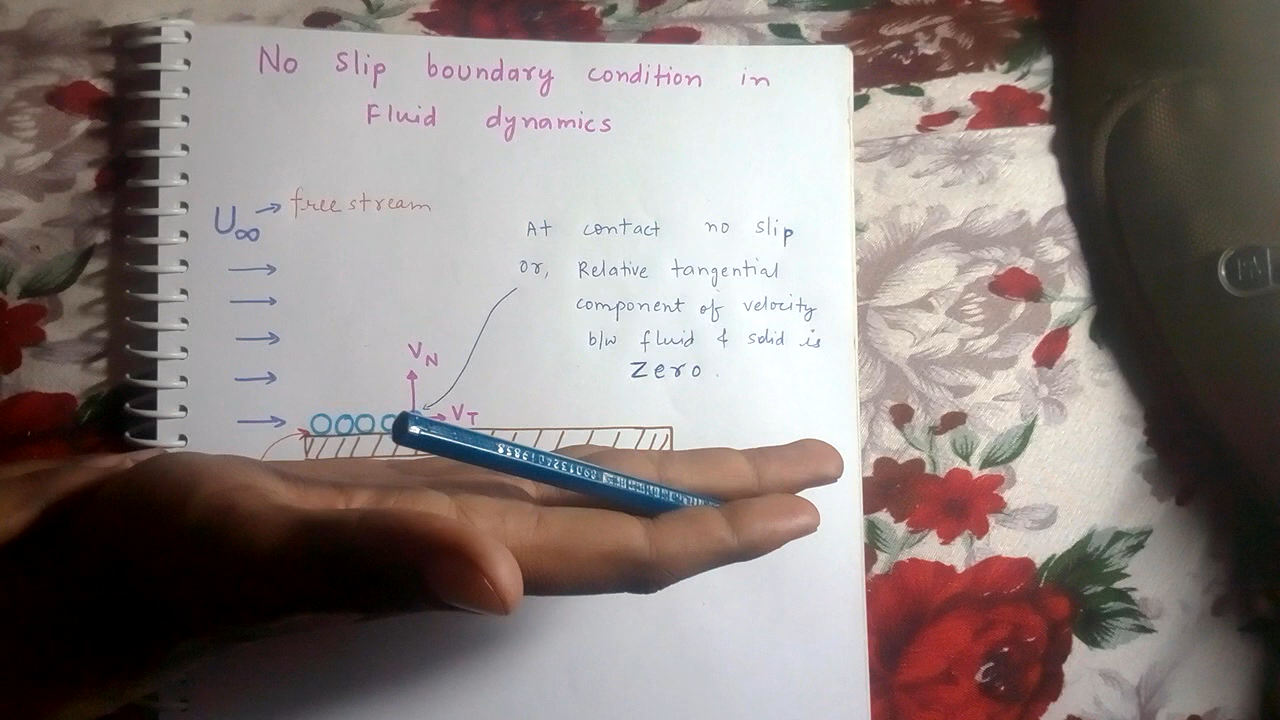 No slip boundary condition in
Fluid dynamics
U∞ → free stream
At contact no slip
or, Relative tangential
component of velocity
b/w fluid & solid is
Zero.
VN
VT